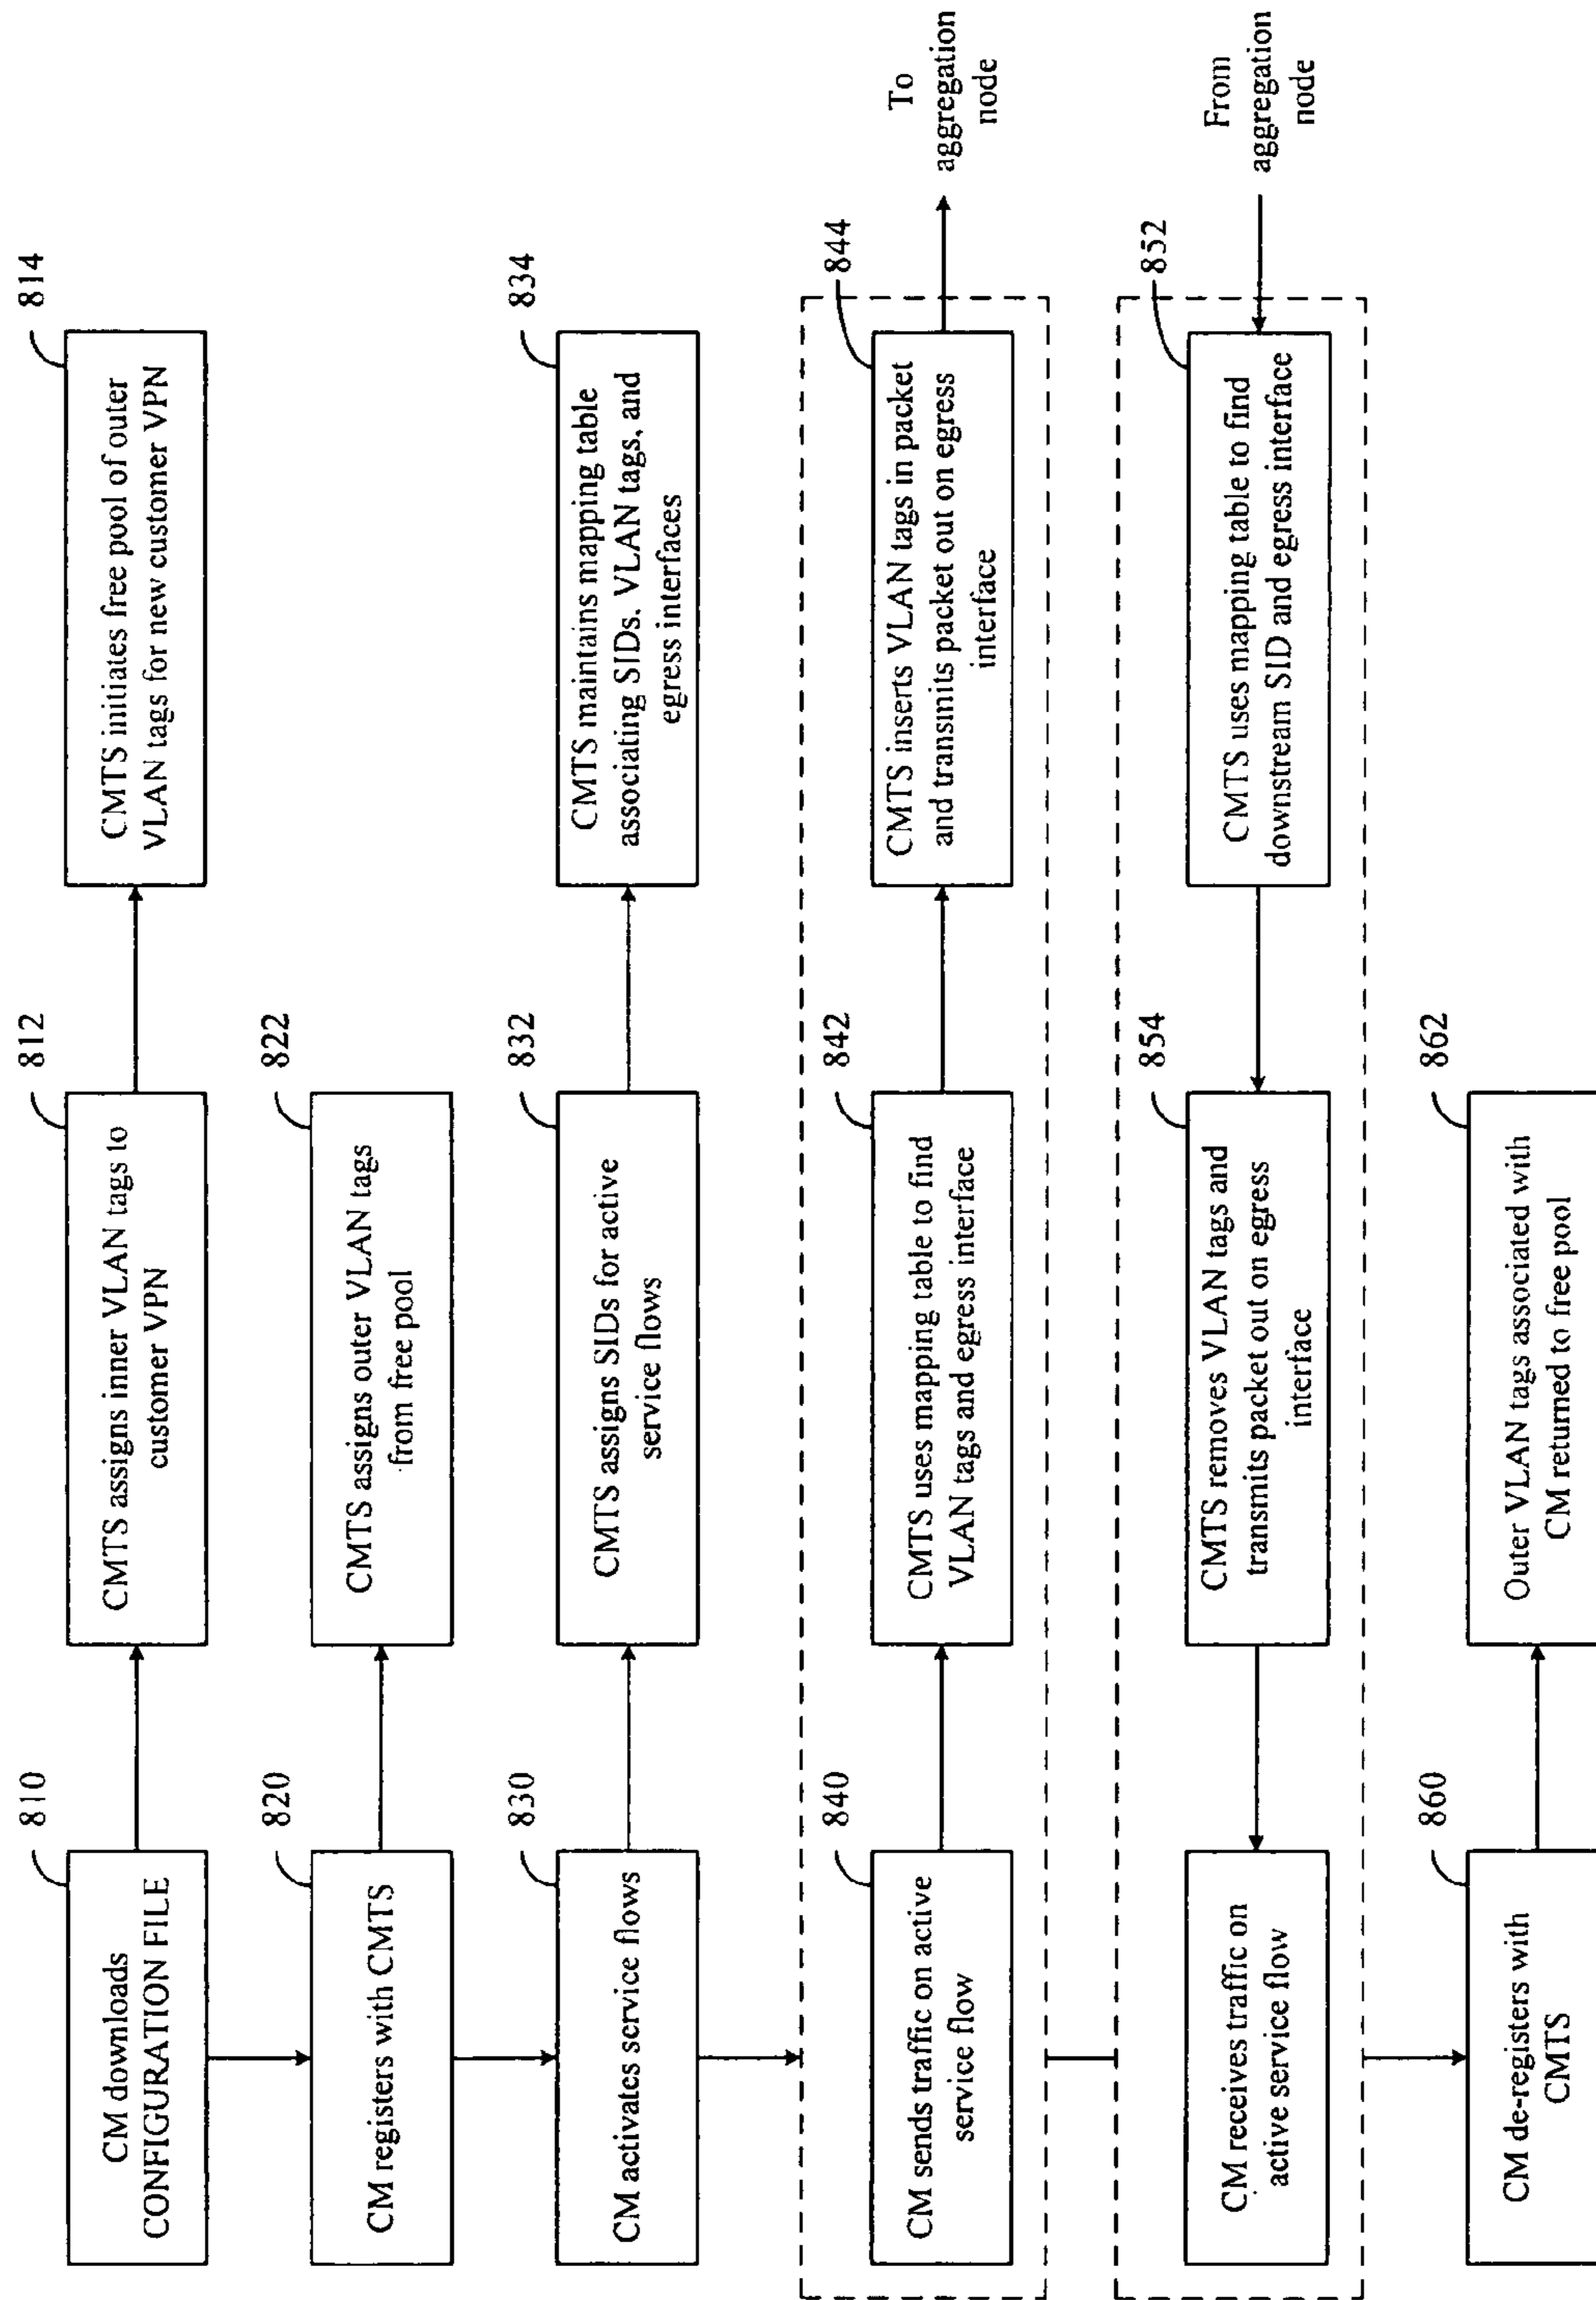 810
CM downloads
CONFIGURATION FILE
812
CMTS assigns inner VLAN tags to
customer VPN
814
CMTS initiates free pool of outer
VLAN tags for new customer VPN
820
CM registers with CMTS
822
CMTS assigns outer VLAN tags
from free pool
830
CM activates service flows
832
CMTS assigns SIDs for active
service flows
834
CMTS maintains mapping table
associating SIDs. VLAN tags, and
egress interfaces
840
CM sends traffic on active
service flow
842
CMTS uses mapping table to find
VLAN tags and egress interface
844
CMTS inserts VLAN tags in packet
and transmits packet out on egress
interface
To
aggregation
node
CM receives traffic on
active service flow
854
CMTS removes VLAN tags and
transmits packet out on egress
interface
852
CMTS uses mapping table to find
downstream SID and egress interface
From
aggregation
node
860
CM de-registers with
CMTS
862
Outer VLAN tags associated with
CM returned to free pool